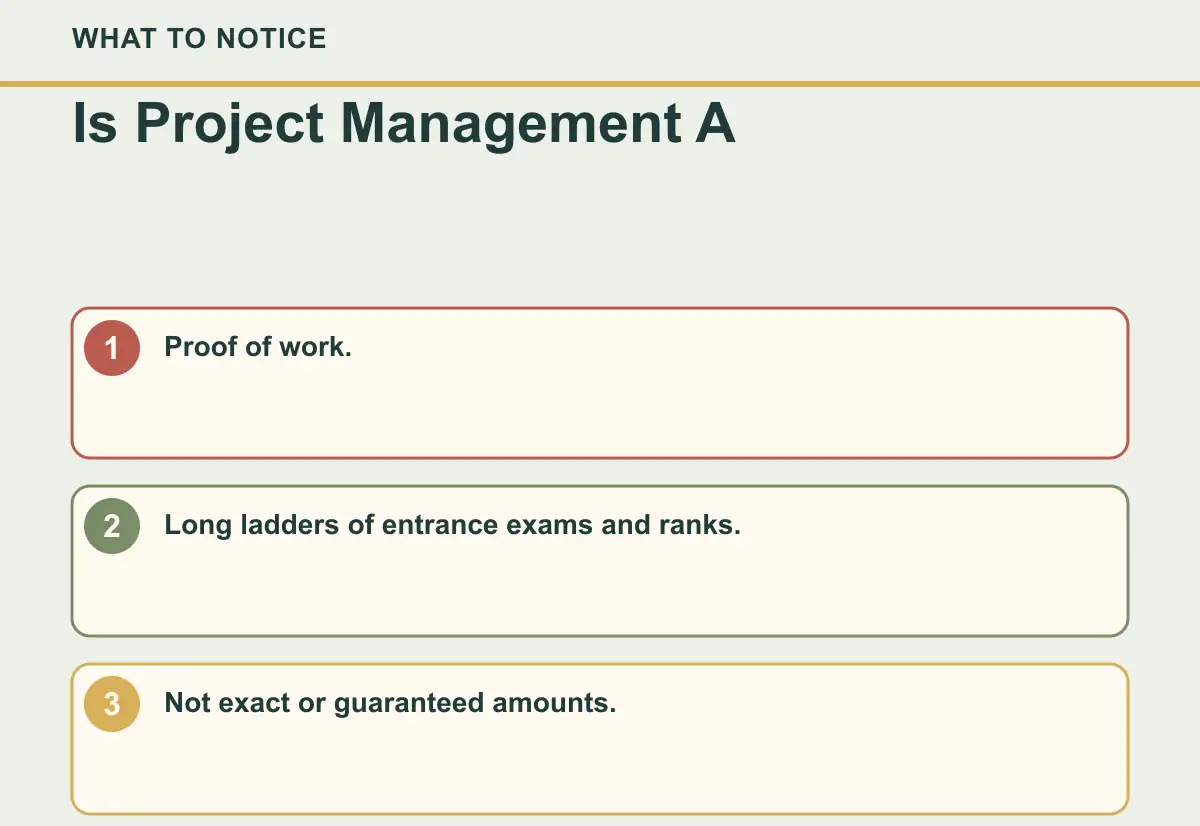 WHAT TO NOTICE
Is Project Management A
1
Proof of work.
2
Long ladders of entrance exams and ranks.
3
Not exact or guaranteed amounts.